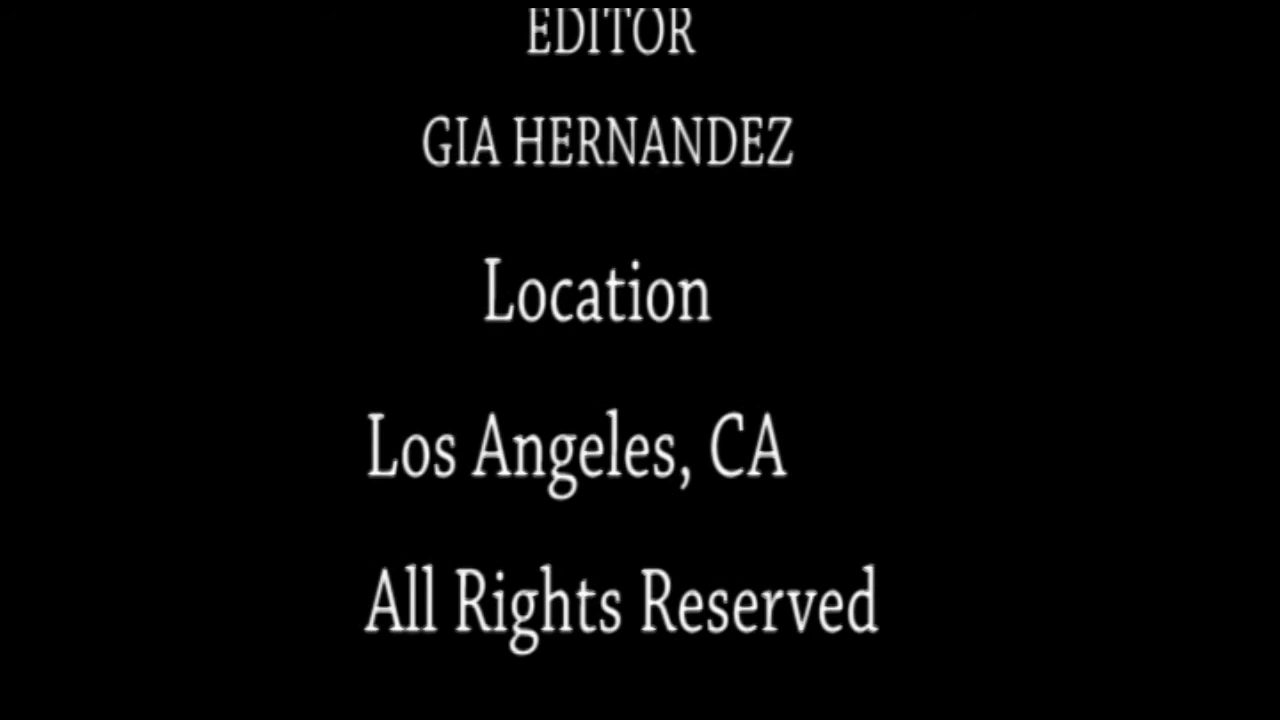 EDITOR
GIA HERNANDEZ
Location
Los Angeles, CA
All Rights Reserved